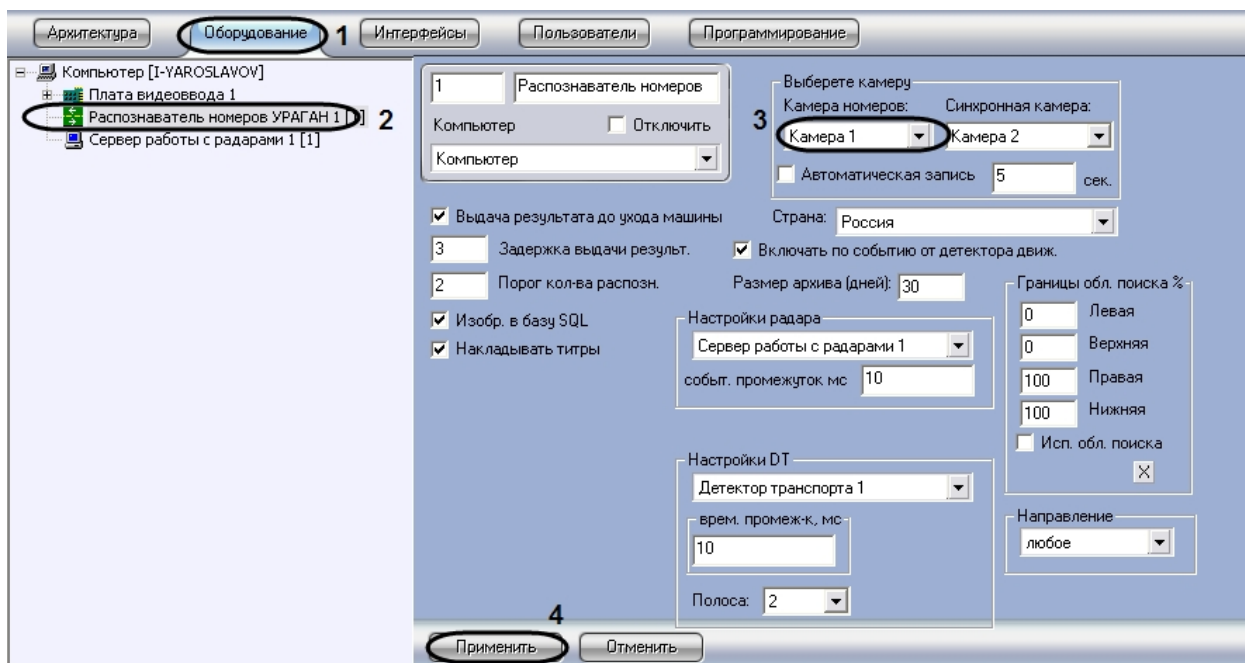 Архитектура Оборудование 1 Интерфейсы Пользователи Программирование
Компьютер [I-YAROSLAVOV]
Плата видеоввода 1
Распознаватель номеров УРАГАН 1 [1] 2
Сервер работы с радарами 1 [1]
1 Распознаватель номеров
Компьютер Отключить
Компьютер
Выберете камеру
3 Камера номеров: Синхронная камера:
Камера 1 Камера 2
Автоматическая запись 5 сек.
Выдача результата до ухода машины
Страна: Россия
3 Задержка выдачи результ.
Включать по событию от детектора движ.
2 Порог кол-ва распозн.
Размер архива (дней): 30
Изобр. в базу SQL
Накладывать титры
Настройки радара
Сервер работы с радарами 1
событ. промежуток мс 10
Границы обл. поиска %
0 Левая
0 Верхняя
100 Правая
100 Нижняя
Исп. обл. поиска
X
Настройки DT
Детектор транспорта 1
врем. промеж-к, мс
10
Полоса: 2
Направление
любое
4
Применить Отменить